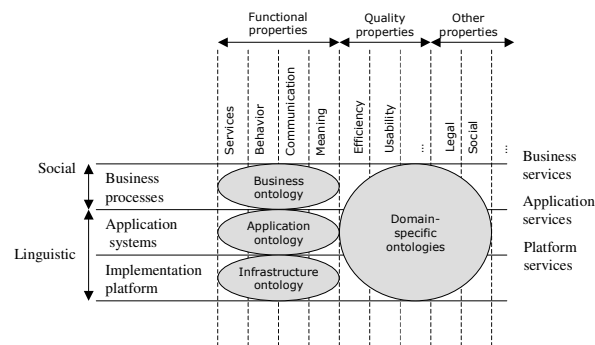 Functional properties
Quality properties
Other properties
Services
Behavior
Communication
Meaning
Efficiency
Usability
...
Legal
Social
...
Social
Linguistic
Business processes
Application systems
Implementation platform
Business ontology
Application ontology
Infrastructure ontology
Domain-specific ontologies
Business services
Application services
Platform services